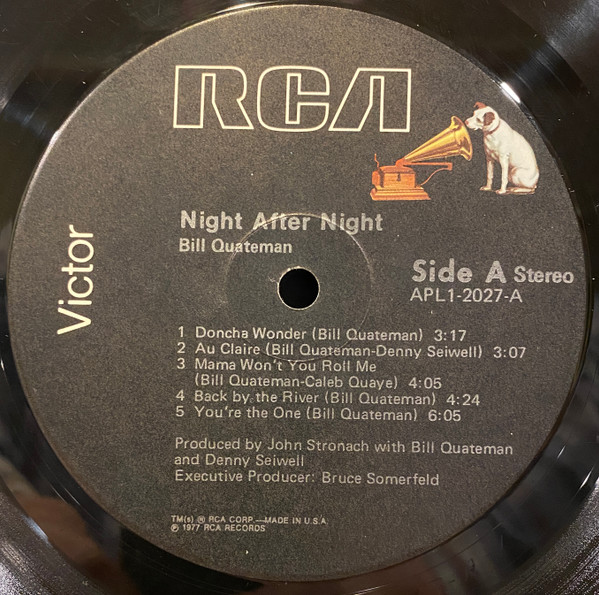 RCA
Victor
Night After Night
Bill Quateman
Side A Stereo
APL1-2027-A
1 Doncha Wonder (Bill Quateman) 3:17
2 Au Claire (Bill Quateman-Denny Seiwell) 3:07
3 Mama Won't You Roll Me
(Bill Quateman-Caleb Quaye) 4:05
4 Back by the River (Bill Quateman) 4:24
5 You're the One (Bill Quateman) 6:05
Produced by John Stronach with Bill Quateman
and Denny Seiwell
Executive Producer: Bruce Somerfeld
TM(s) ® RCA CORP.—MADE IN U.S.A.
℗ 1977 RCA RECORDS